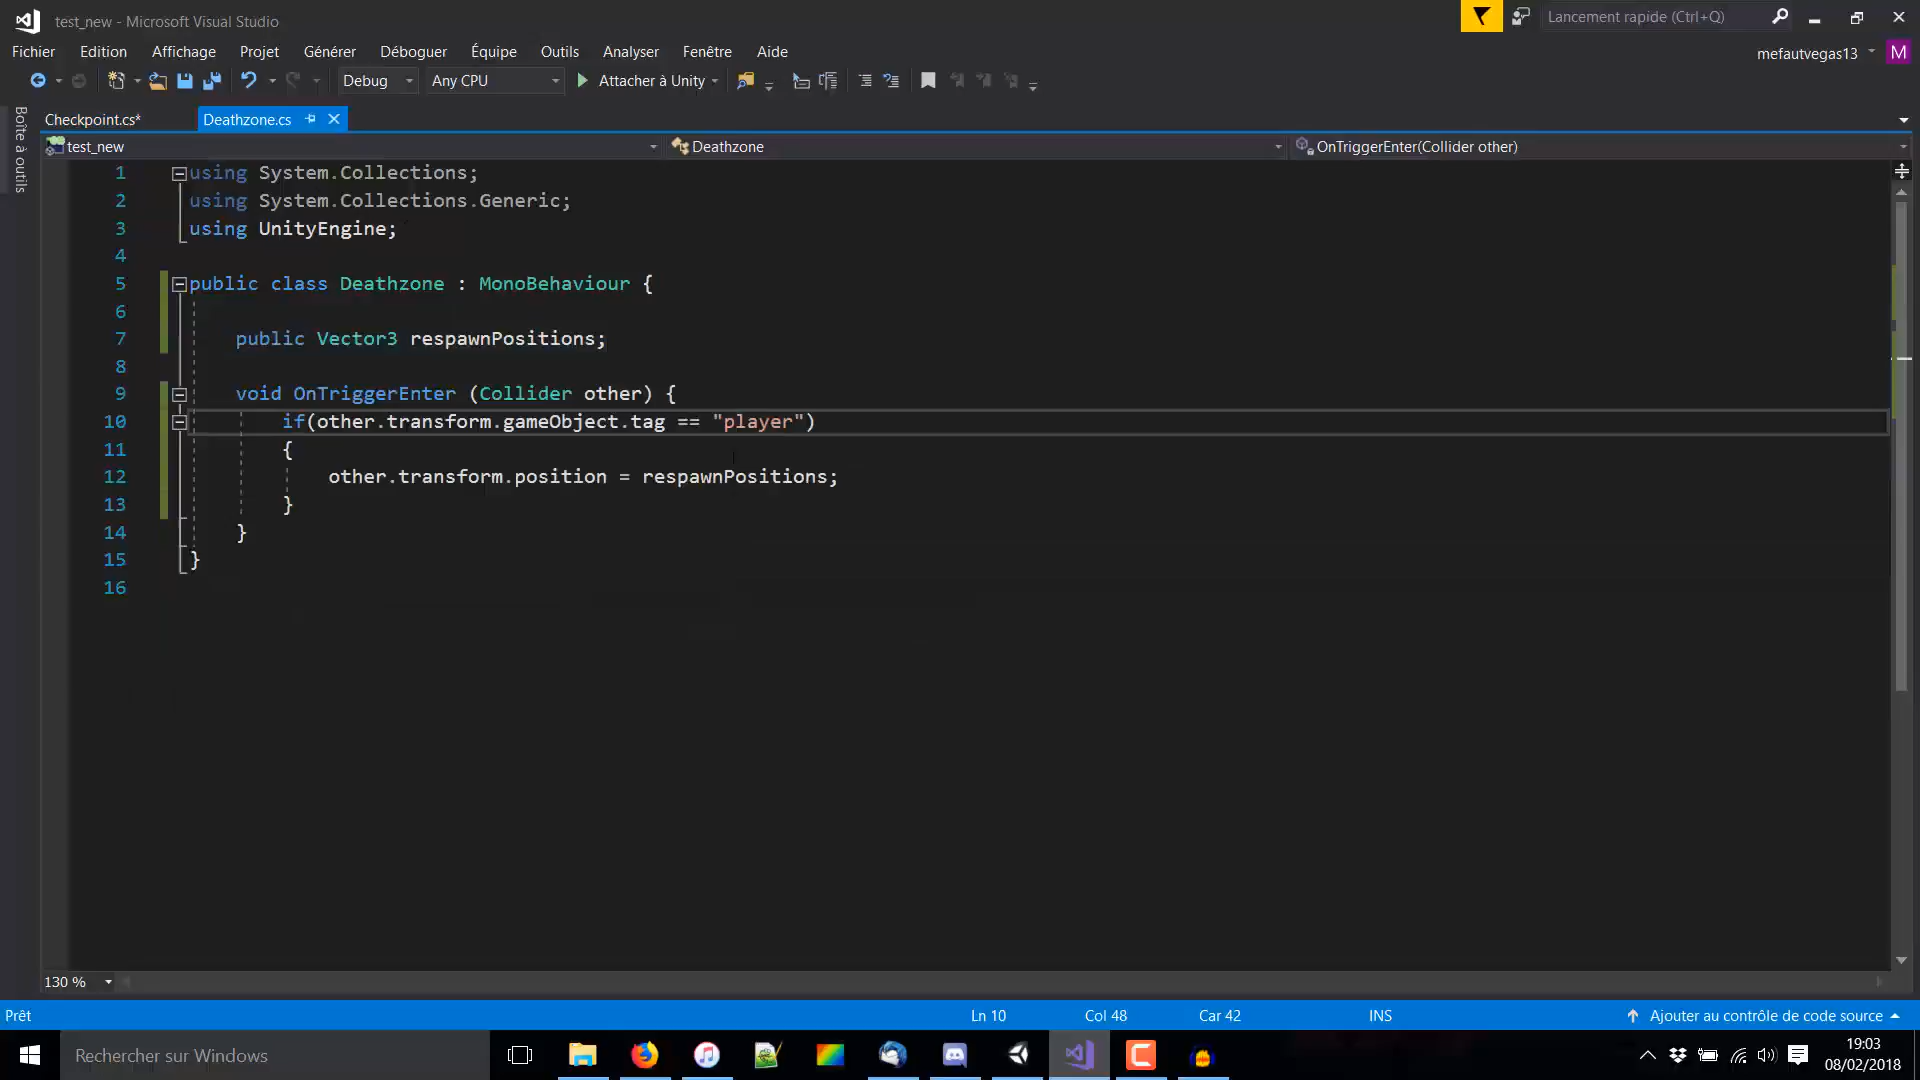 test_new - Microsoft Visual Studio
Lancement rapide (Ctrl+Q)
Fichier Edition Affichage Projet Générer Déboguer Équipe Outils Analyser Fenêtre Aide
mefautvegas13 M
Debug Any CPU Attacher à Unity
Boîte à outils
Checkpoint.cs* Deathzone.cs
test_new Deathzone OnTriggerEnter(Collider other)
1 using System.Collections;
2 using System.Collections.Generic;
3 using UnityEngine;
4
5 public class Deathzone : MonoBehaviour {
6
7 public Vector3 respawnPositions;
8
9 void OnTriggerEnter (Collider other) {
10 if(other.transform.gameObject.tag == "player")
11 {
12 other.transform.position = respawnPositions;
13 }
14 }
15 }
16
130 %
Prêt Ln 10 Col 48 Car 42 INS Ajouter au contrôle de code source
Rechercher sur Windows
19:03
08/02/2018